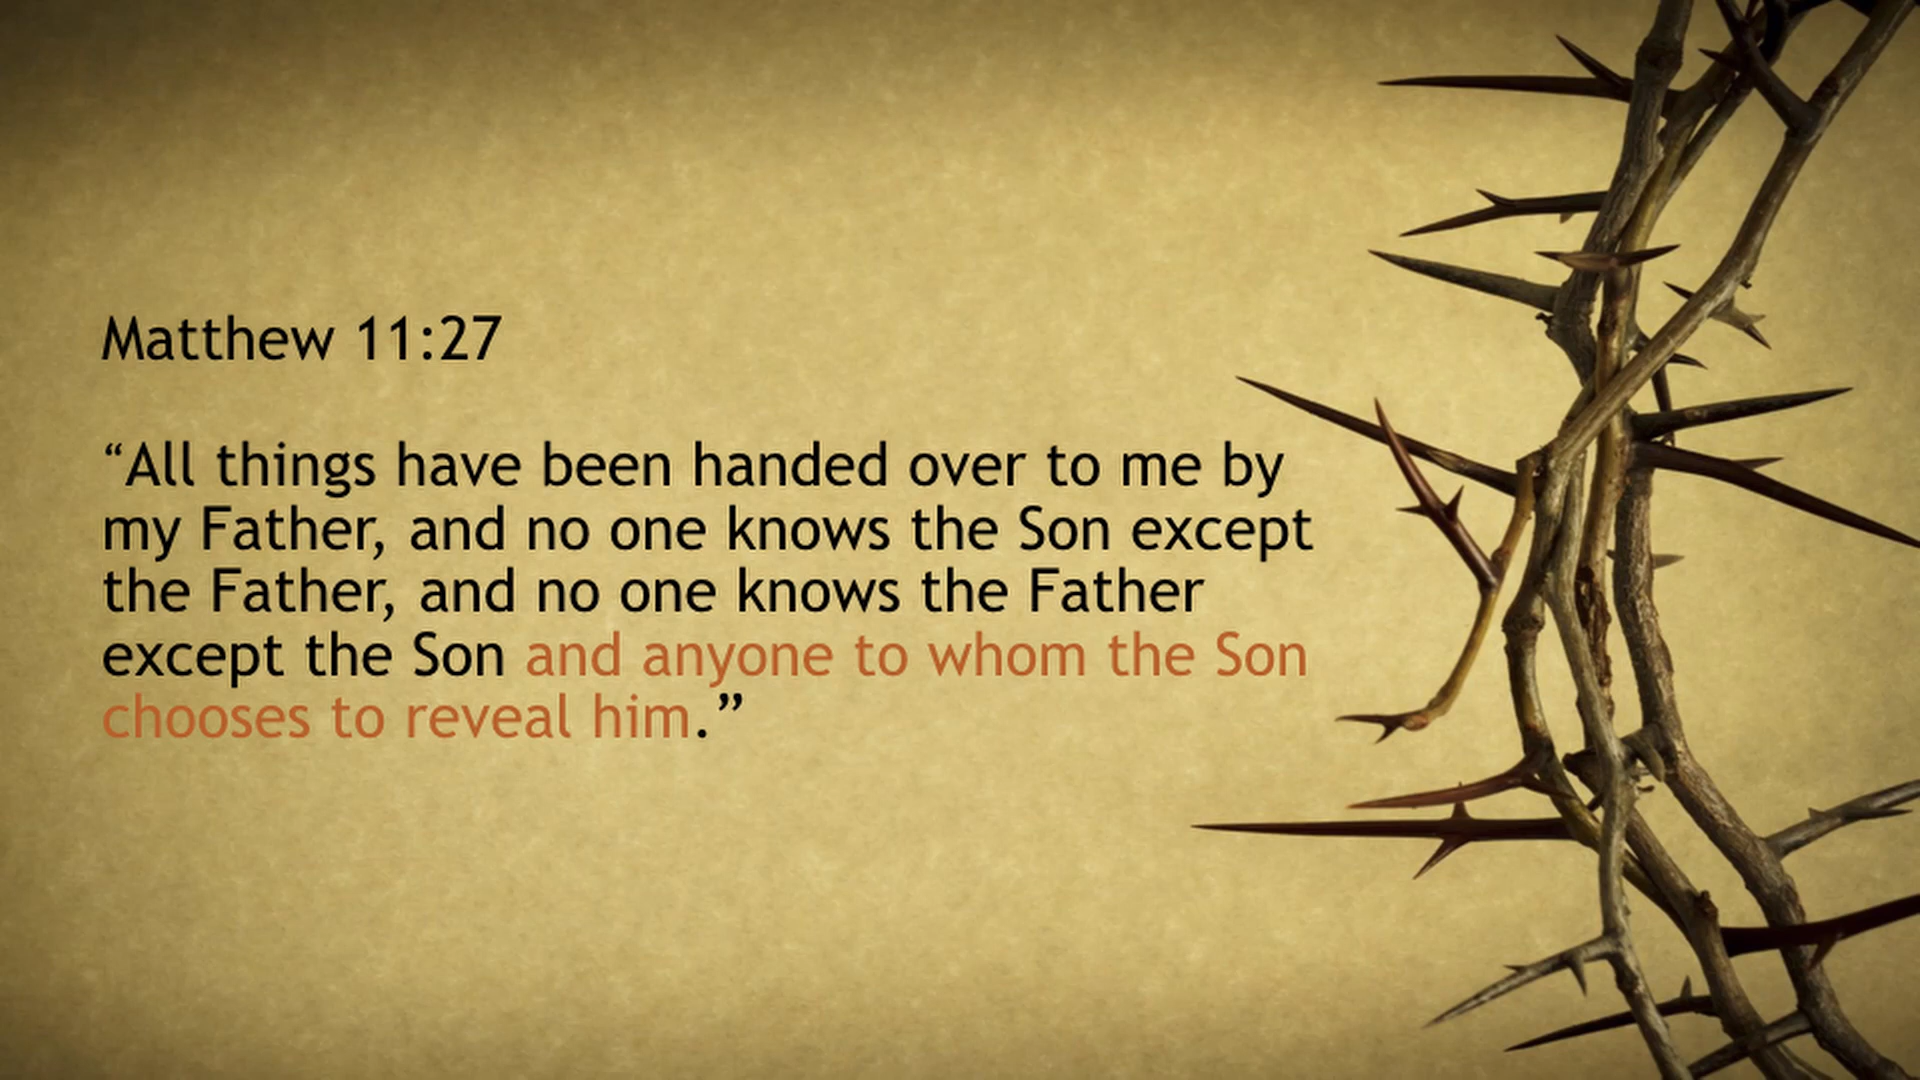 Matthew 11:27
“All things have been handed over to me by
my Father, and no one knows the Son except
the Father, and no one knows the Father
except the Son and anyone to whom the Son
chooses to reveal him.”